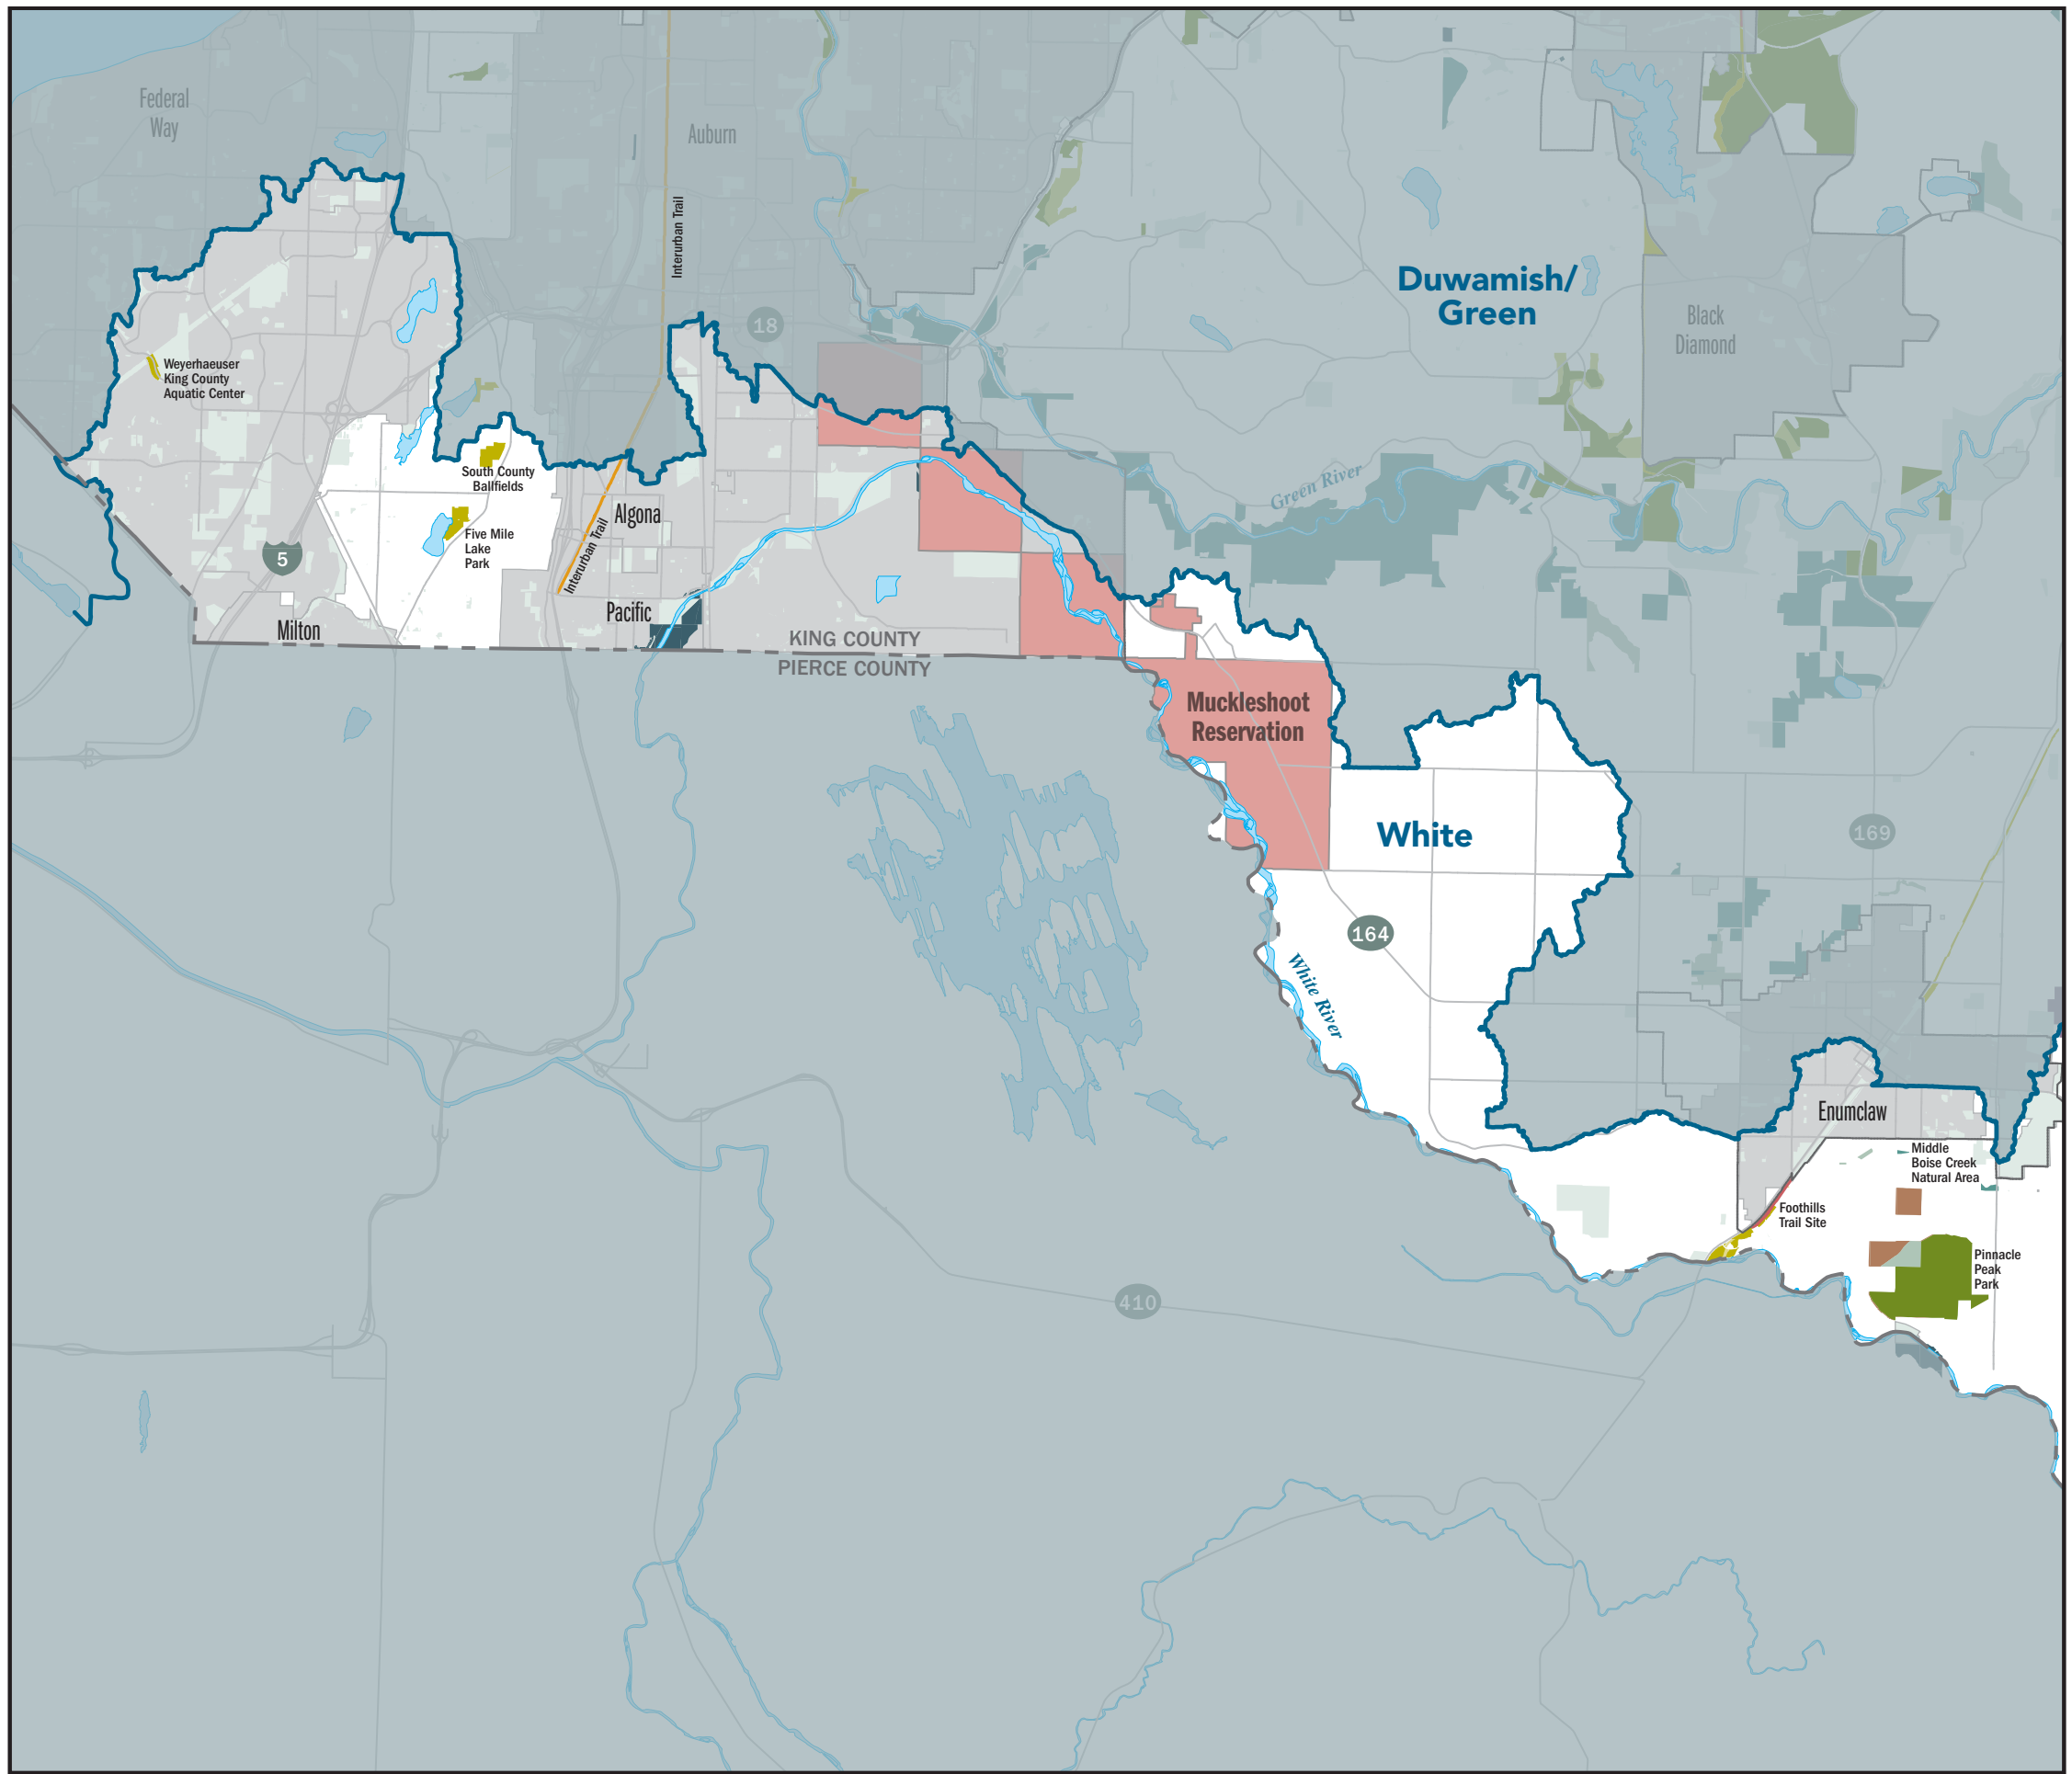 Federal
Way
Auburn
Interurban Trail
18
Duwamish/
Green
Black
Diamond
Weyerhaeuser
King County
Aquatic Center
South County
Ballfields
Green River
Five Mile
Lake
Park
Algona
Interurban Trail
5
Milton
Pacific
KING COUNTY
PIERCE COUNTY
Muckleshoot
Reservation
White
169
164
White River
Enumclaw
Middle
Boise Creek
Natural Area
Foothills
Trail Site
Pinnacle
Peak
Park
410